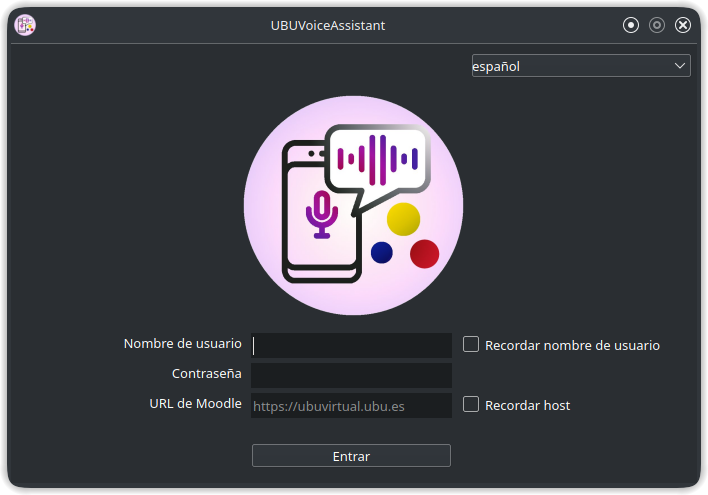 UBUVoiceAssistant
español
Nombre de usuario
Recordar nombre de usuario
Contraseña
URL de Moodle
https://ubuvirtual.ubu.es
Recordar host
Entrar